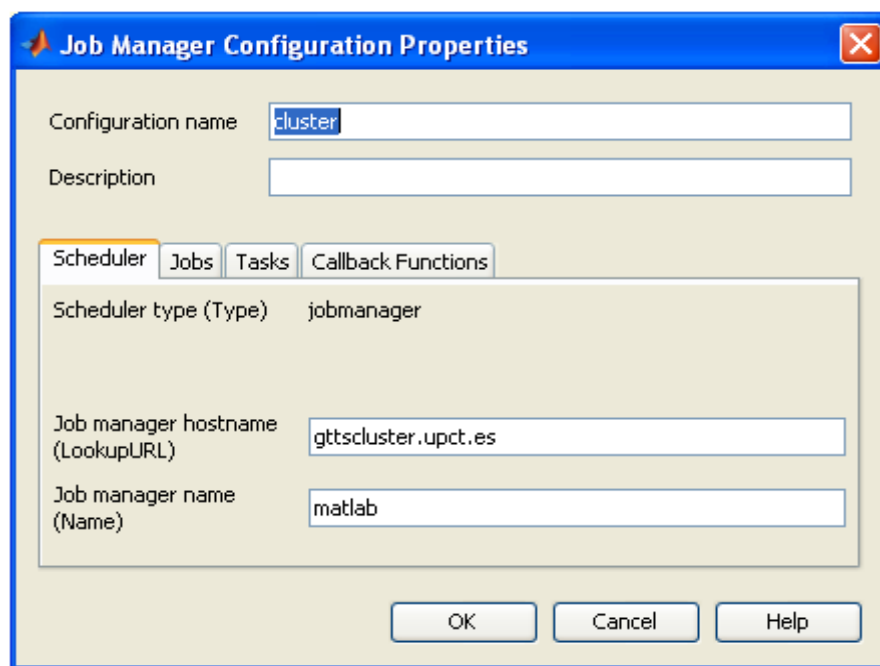 Job Manager Configuration Properties
Configuration name cluster
Description
Scheduler Jobs Tasks Callback Functions
Scheduler type (Type) jobmanager
Job manager hostname
(LookupURL) gttscluster.upct.es
Job manager name
(Name) matlab
OK Cancel Help